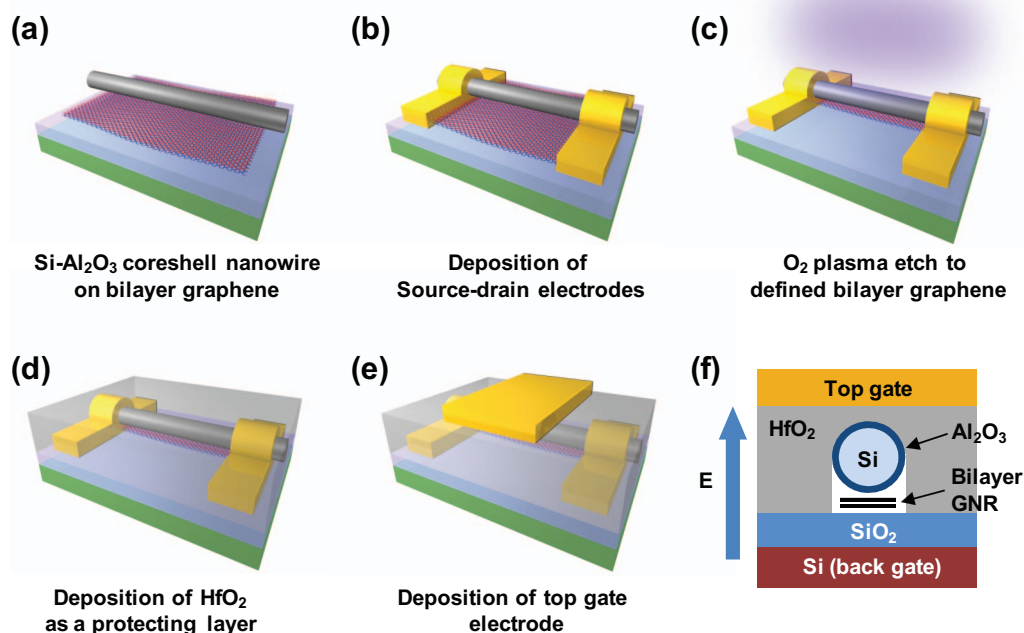 (a)
Si-Al₂O₃ coreshell nanowire
on bilayer graphene
(b)
Deposition of
Source-drain electrodes
(c)
O₂ plasma etch to
defined bilayer graphene
(d)
Deposition of HfO₂
as a protecting layer
(e)
Deposition of top gate
electrode
(f)
Top gate
HfO₂
Al₂O₃
Si
E
Bilayer
GNR
SiO₂
Si (back gate)